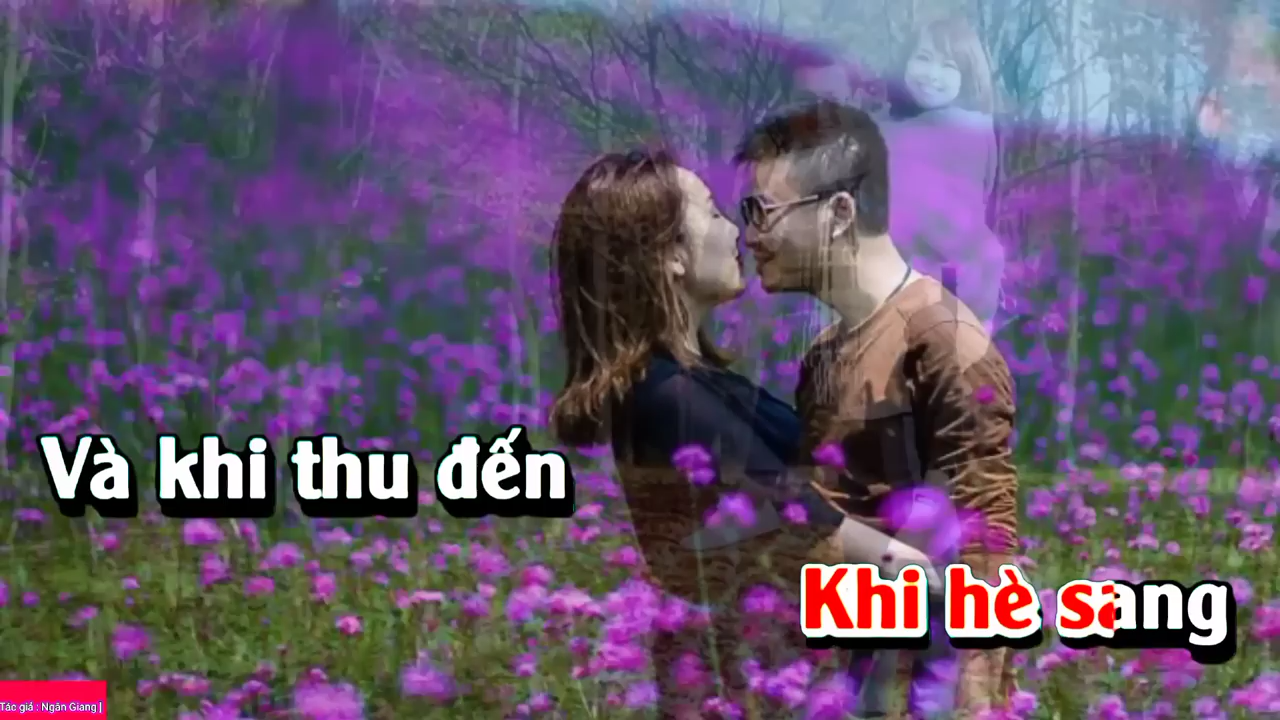 Và khi thu đến
Khi hè sang
Tác giả : Ngân Giang |